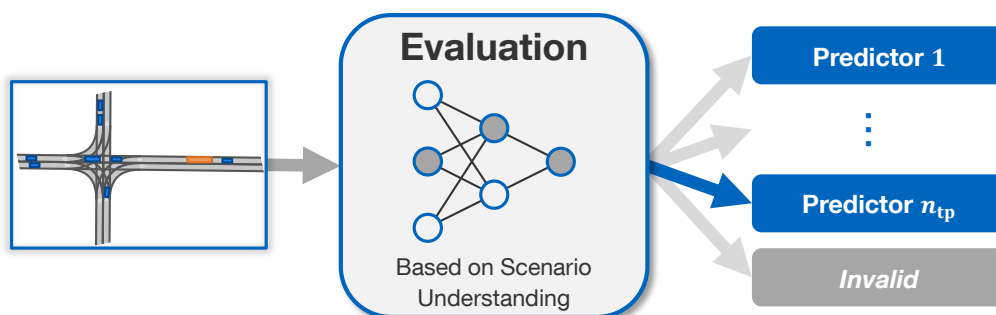 Evaluation
Based on Scenario
Understanding
Predictor 1
⋮
Predictor n_tp
Invalid